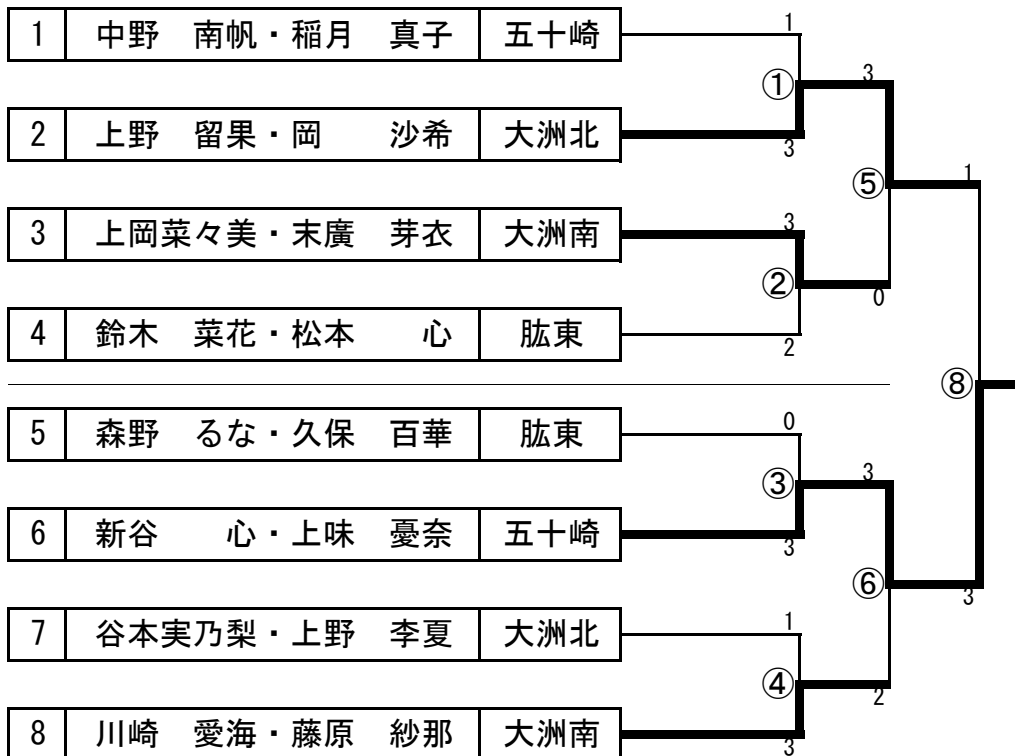 1
1 中野　南帆・稲月　真子 五十崎
① 3
2 上野　留果・岡　　沙希 大洲北
3
⑤ 1
3
3 上岡菜々美・末廣　芽衣 大洲南
②
0
4 鈴木　菜花・松本　　心 肱東
2
⑧
0
5 森野　るな・久保　百華 肱東
③ 3
6 新谷　　心・上味　憂奈 五十崎
3
⑥
3
1
7 谷本実乃梨・上野　李夏 大洲北
④
2
8 川崎　愛海・藤原　紗那 大洲南
3